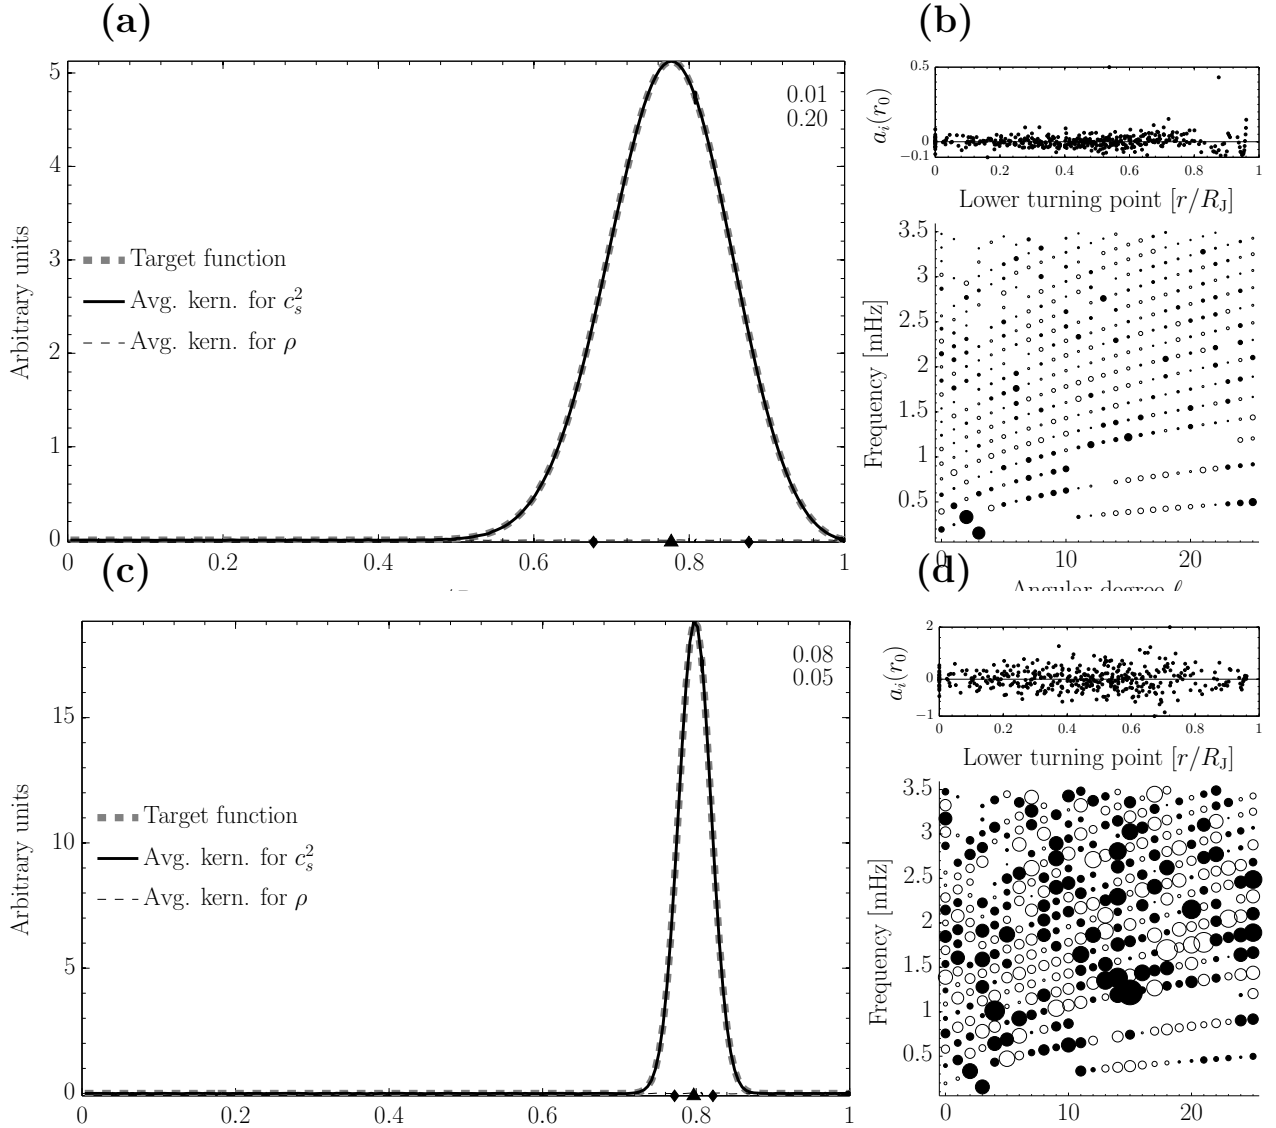 (a)
5
4
3
2
1
0
Arbitrary units
0.01
0.20
Target function
Avg. kern. for c_s^2
Avg. kern. for ρ
0 0.2 0.4 0.6 0.8 1
(b)
0.5
0
−0.1
a_i(r_0)
0 0.2 0.4 0.6 0.8 1
Lower turning point [r/R_J]
3.5
3
2.5
2
1.5
1
0.5
Frequency [mHz]
0 10 20
Angular degree ℓ
(c)
15
10
5
0
Arbitrary units
0.08
0.05
Target function
Avg. kern. for c_s^2
Avg. kern. for ρ
0 0.2 0.4 0.6 0.8 1
(d)
2
0
−1
a_i(r_0)
0 0.2 0.4 0.6 0.8 1
Lower turning point [r/R_J]
3.5
3
2.5
2
1.5
1
0.5
Frequency [mHz]
0 10 20